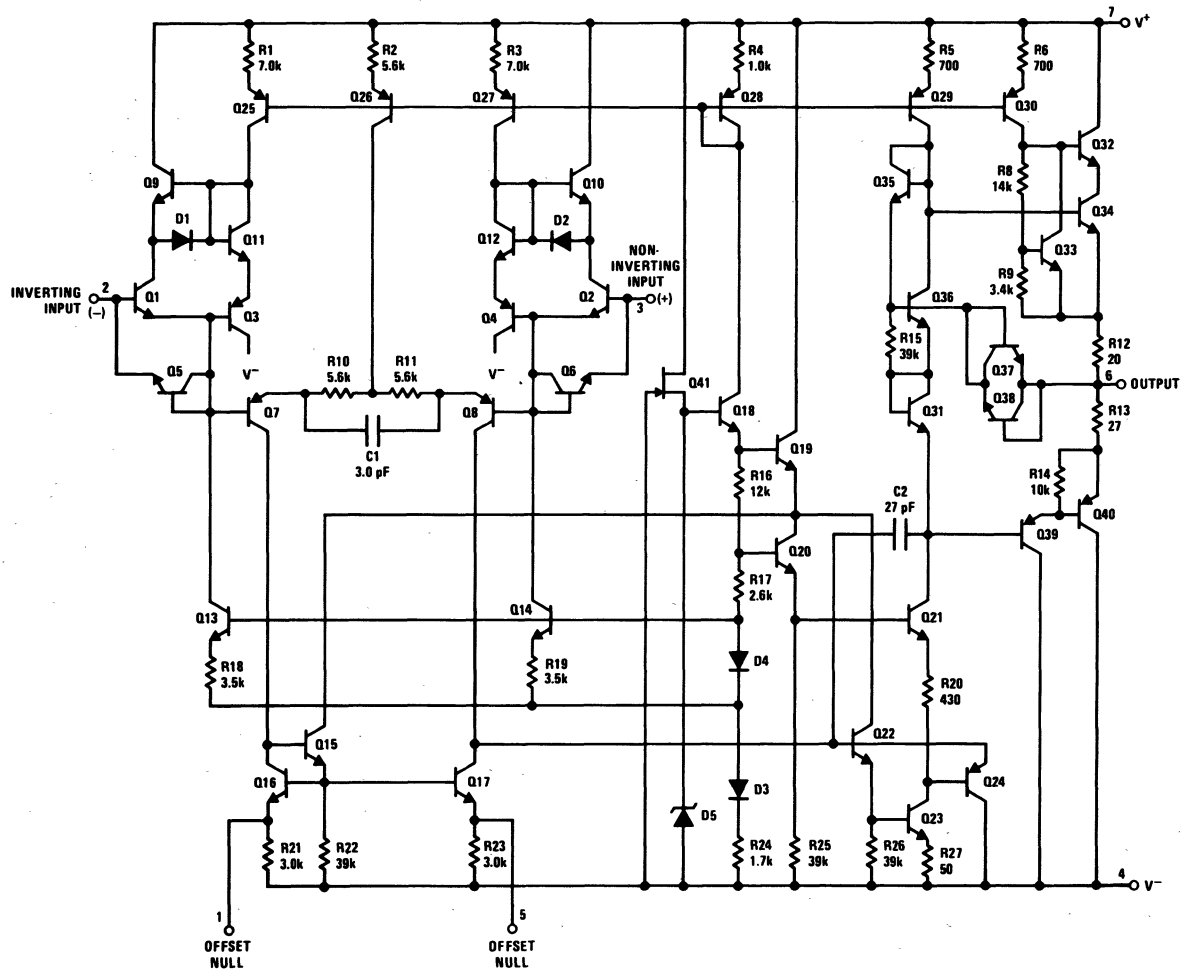 7
V+
R1
7.0k
R2
5.6k
R3
7.0k
R4
1.0k
R5
700
R6
700
Q25
Q26
Q27
Q28
Q29
Q30
Q32
Q9
Q10
Q35
R8
14k
Q34
D1
D2
Q11
Q12
Q33
NON-
INVERTING
INPUT
3 (+)
R9
3.4k
INVERTING
INPUT
2
(–)
Q1
Q3
Q4
Q2
Q36
V–
V–
R15
39k
R12
20
Q5
Q6
R10
5.6k
R11
5.6k
Q41
Q37
Q38
6
OUTPUT
Q7
Q8
C1
3.0 pF
Q18
Q31
R13
27
Q19
R16
12k
R14
10k
C2
27 pF
Q39
Q40
Q20
R17
2.6k
Q13
Q14
Q21
D4
R18
3.5k
R19
3.5k
R20
430
Q15
Q22
Q16
Q17
Q24
D5
D3
Q23
R21
3.0k
R22
39k
R23
3.0k
R24
1.7k
R25
39k
R26
39k
R27
50
4
V–
1
5
OFFSET
NULL
OFFSET
NULL